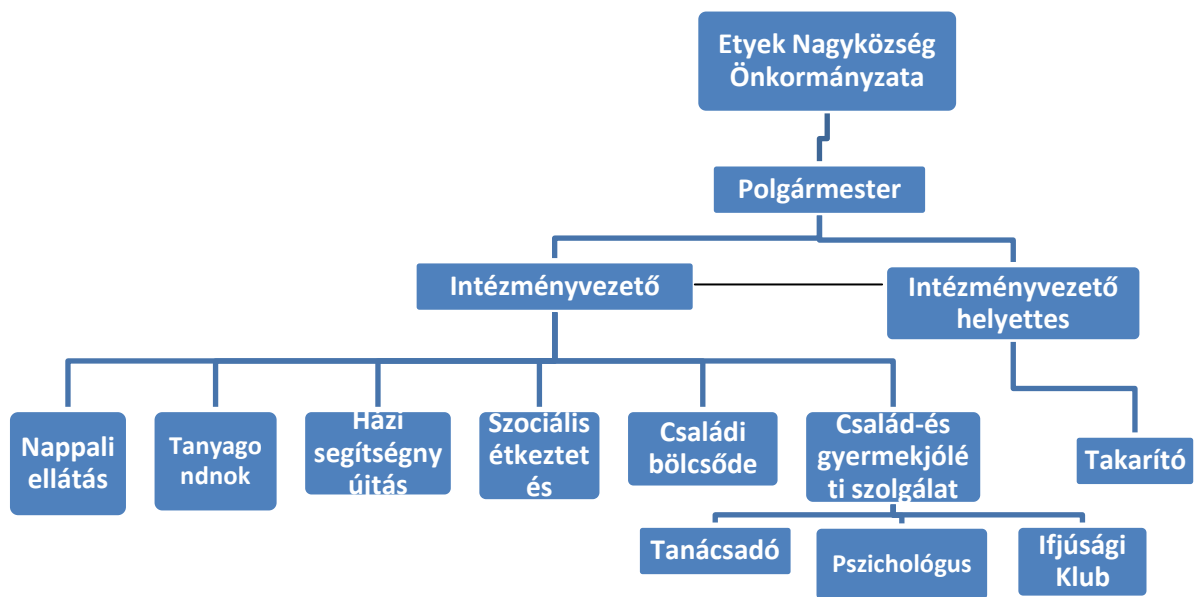 Etyek Nagyközség
Önkormányzata
Polgármester
Intézményvezető
Intézményvezető
helyettes
Nappali
ellátás
Tanyago
ndnok
Házi
segítségny
újtás
Szociális
étkeztet
és
Családi
bölcsőde
Család-és
gyermekjólé
ti szolgálat
Takarító
Tanácsadó
Pszichológus
Ifjúsági
Klub